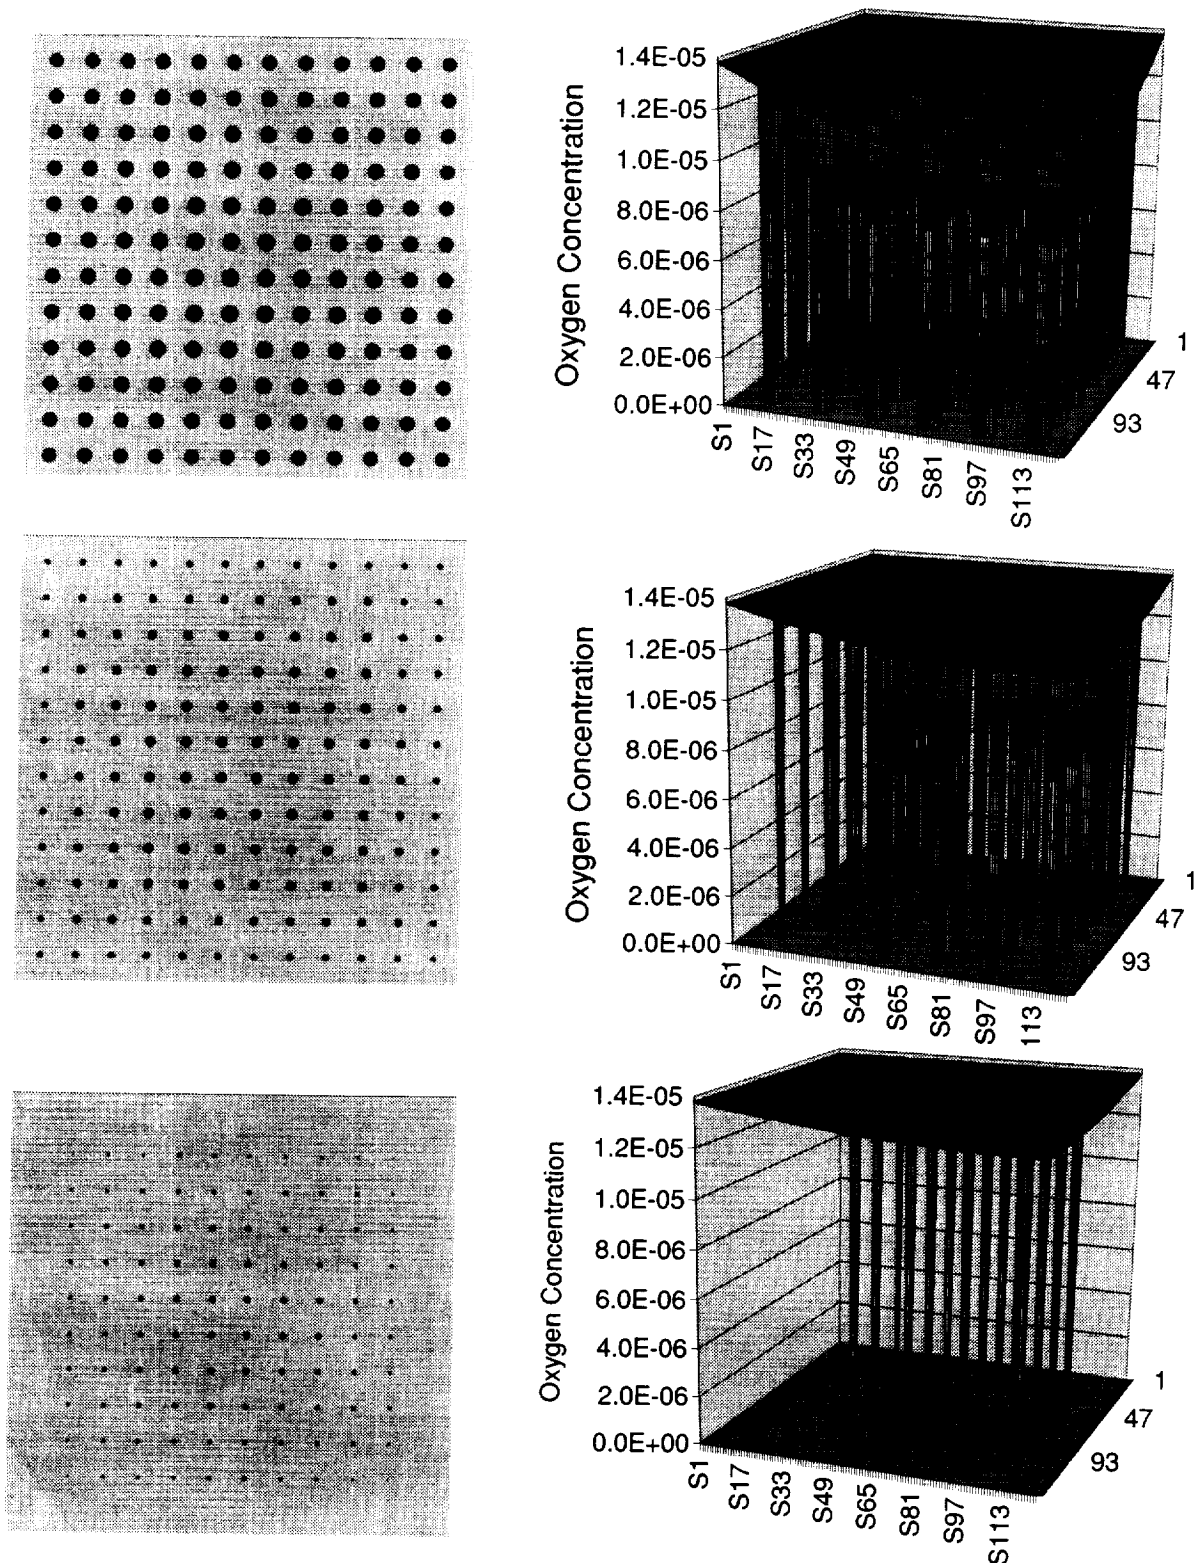 Oxygen Concentration
1.4E-05
1.2E-05
1.0E-05
8.0E-06
6.0E-06
4.0E-06
2.0E-06
0.0E+00
S1
S17
S33
S49
S65
S81
S97
S113
93
47
1
Oxygen Concentration
1.4E-05
1.2E-05
1.0E-05
8.0E-06
6.0E-06
4.0E-06
2.0E-06
0.0E+00
S1
S17
S33
S49
S65
S81
S97
113
93
47
1
Oxygen Concentration
1.4E-05
1.2E-05
1.0E-05
8.0E-06
6.0E-06
4.0E-06
2.0E-06
0.0E+00
S1
S17
S33
S49
S65
S81
S97
S113
93
47
1